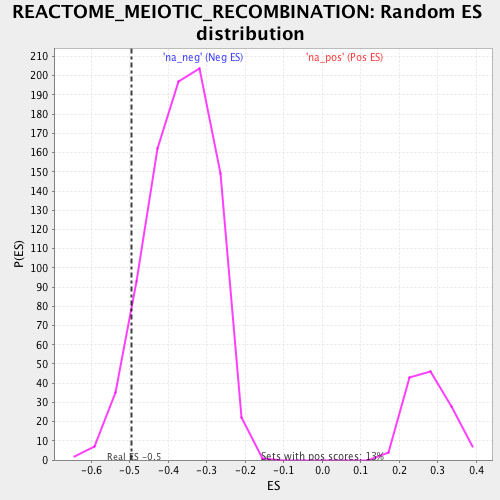 REACTOME_MEIOTIC_RECOMBINATION: Random ES
distribution
'na_neg' (Neg ES)
'na_pos' (Pos ES)
210
200
190
180
170
160
150
140
130
120
110
100
90
80
70
60
50
40
30
20
10
0
P(ES)
Real ES -0.5
Sets with pos scores: 13%
-0.6 -0.5 -0.4 -0.3 -0.2 -0.1 0.0 0.1 0.2 0.3 0.4
ES